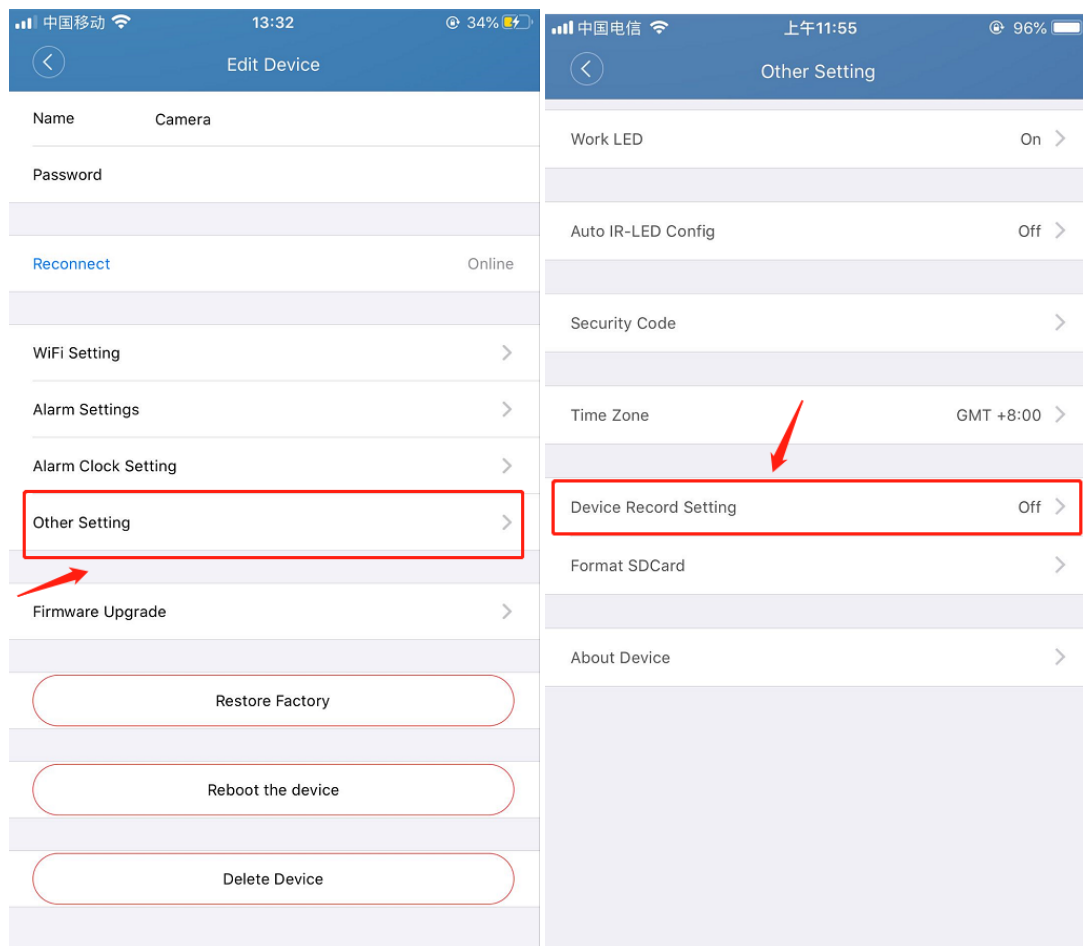 中国移动 13:32 34%
Edit Device
Name Camera
Password
Reconnect Online
WiFi Setting
Alarm Settings
Alarm Clock Setting
Other Setting
Firmware Upgrade
Restore Factory
Reboot the device
Delete Device
中国电信 上午11:55 96%
Other Setting
Work LED On
Auto IR-LED Config Off
Security Code
Time Zone GMT +8:00
Device Record Setting Off
Format SDCard
About Device